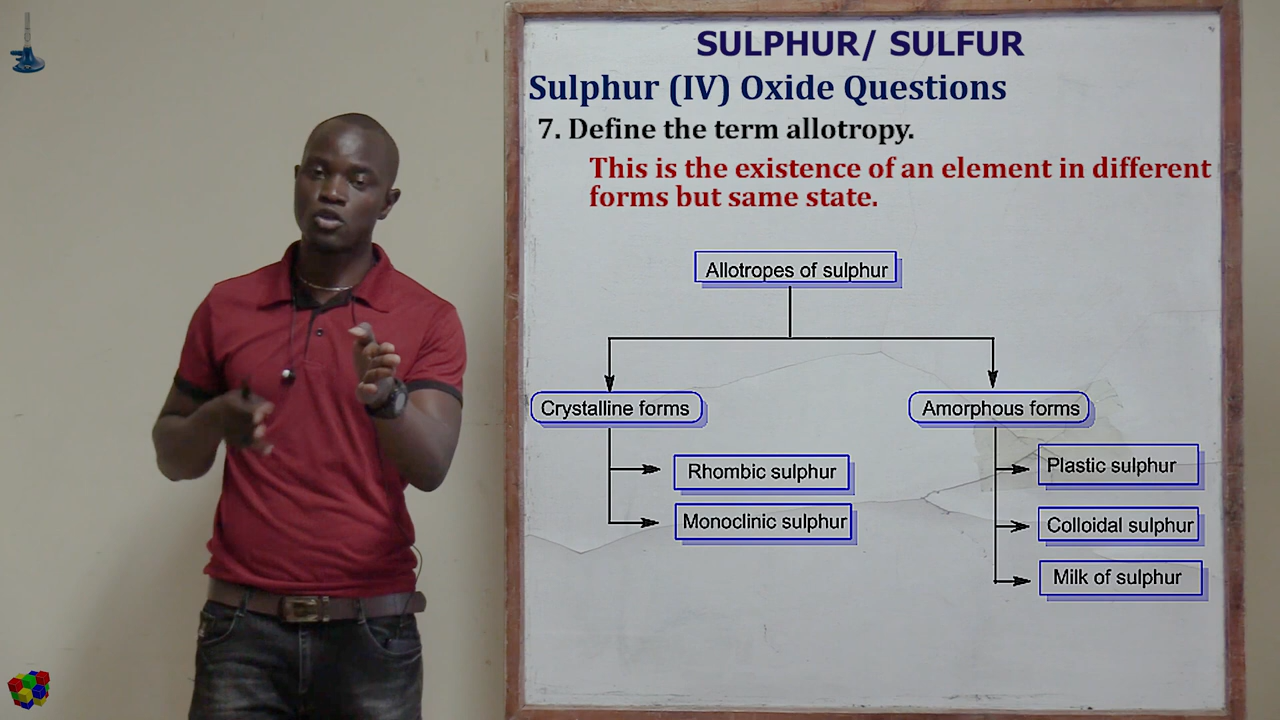 SULPHUR/ SULFUR
Sulphur (IV) Oxide Questions
7. Define the term allotropy.
This is the existence of an element in different
forms but same state.
Allotropes of sulphur
Crystalline forms
Amorphous forms
Rhombic sulphur
Monoclinic sulphur
Plastic sulphur
Colloidal sulphur
Milk of sulphur